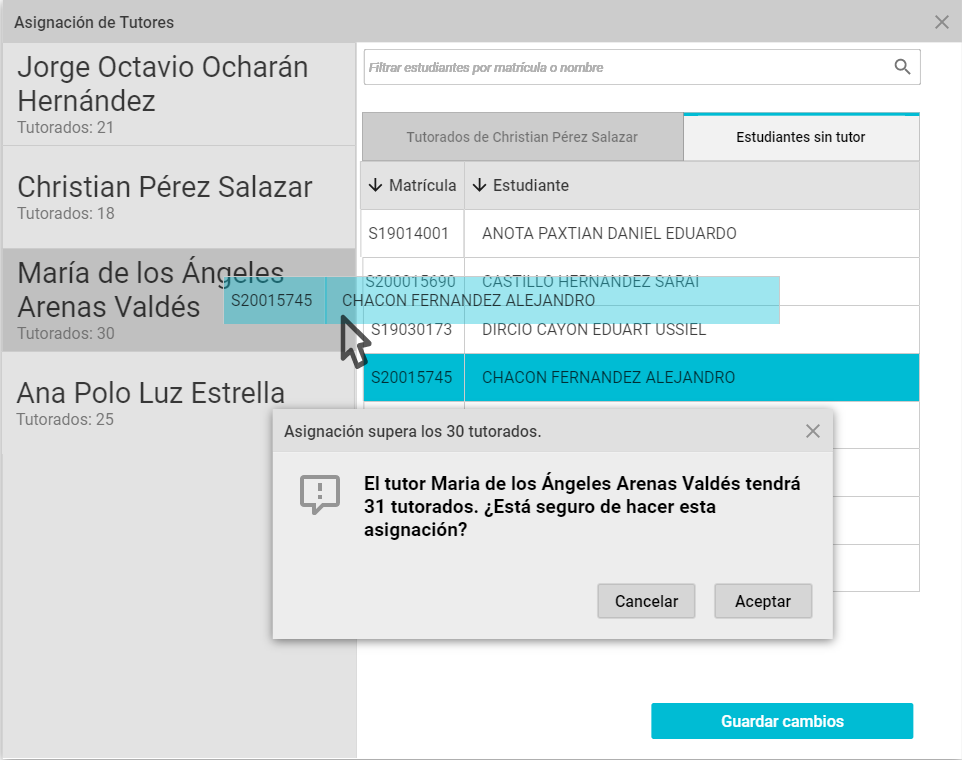 Asignación de Tutores
Jorge Octavio Ocharán
Hernández
Tutorados: 21
Christian Pérez Salazar
Tutorados: 18
María de los Ángeles
Arenas Valdés
Tutorados: 30
Ana Polo Luz Estrella
Tutorados: 25
Filtrar estudiantes por matrícula o nombre
Tutorados de Christian Pérez Salazar
Estudiantes sin tutor
Matrícula Estudiante
S19014001 ANOTA PAXTIAN DANIEL EDUARDO
S200015690 CASTILLO HERNANDEZ SARAI
S20015745 CHACON FERNANDEZ ALEJANDRO
S19030173 DIRCIO CAYON EDUART USSIEL
S20015745 CHACON FERNANDEZ ALEJANDRO
Asignación supera los 30 tutorados.
El tutor Maria de los Ángeles Arenas Valdés tendrá
31 tutorados. ¿Está seguro de hacer esta
asignación?
Cancelar
Aceptar
Guardar cambios